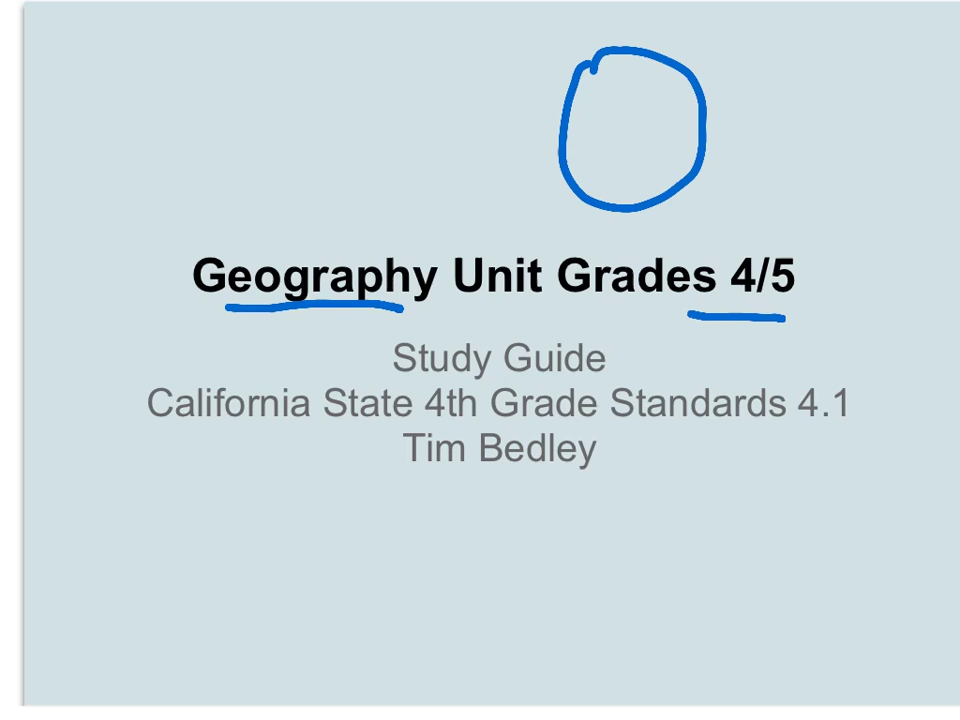 Geography Unit Grades 4/5
Study Guide
California State 4th Grade Standards 4.1
Tim Bedley